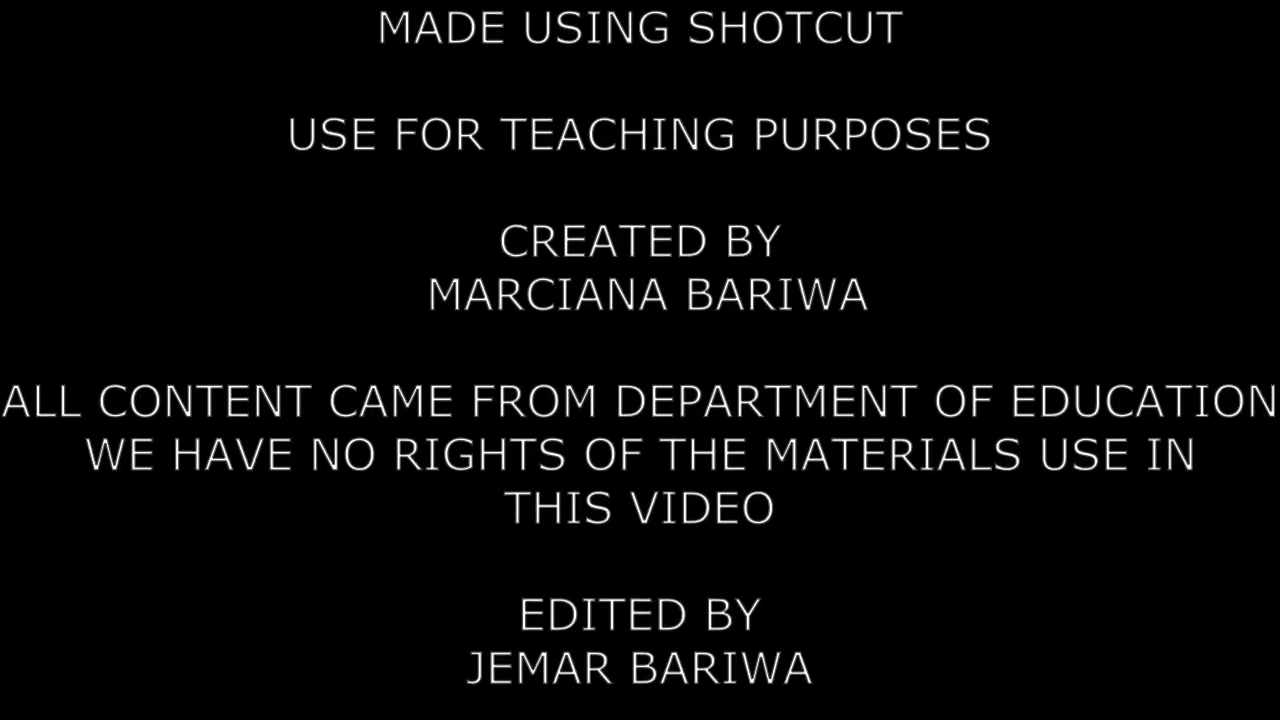 MADE USING SHOTCUT
USE FOR TEACHING PURPOSES
CREATED BY
MARCIANA BARIWA
ALL CONTENT CAME FROM DEPARTMENT OF EDUCATION
WE HAVE NO RIGHTS OF THE MATERIALS USE IN
THIS VIDEO
EDITED BY
JEMAR BARIWA